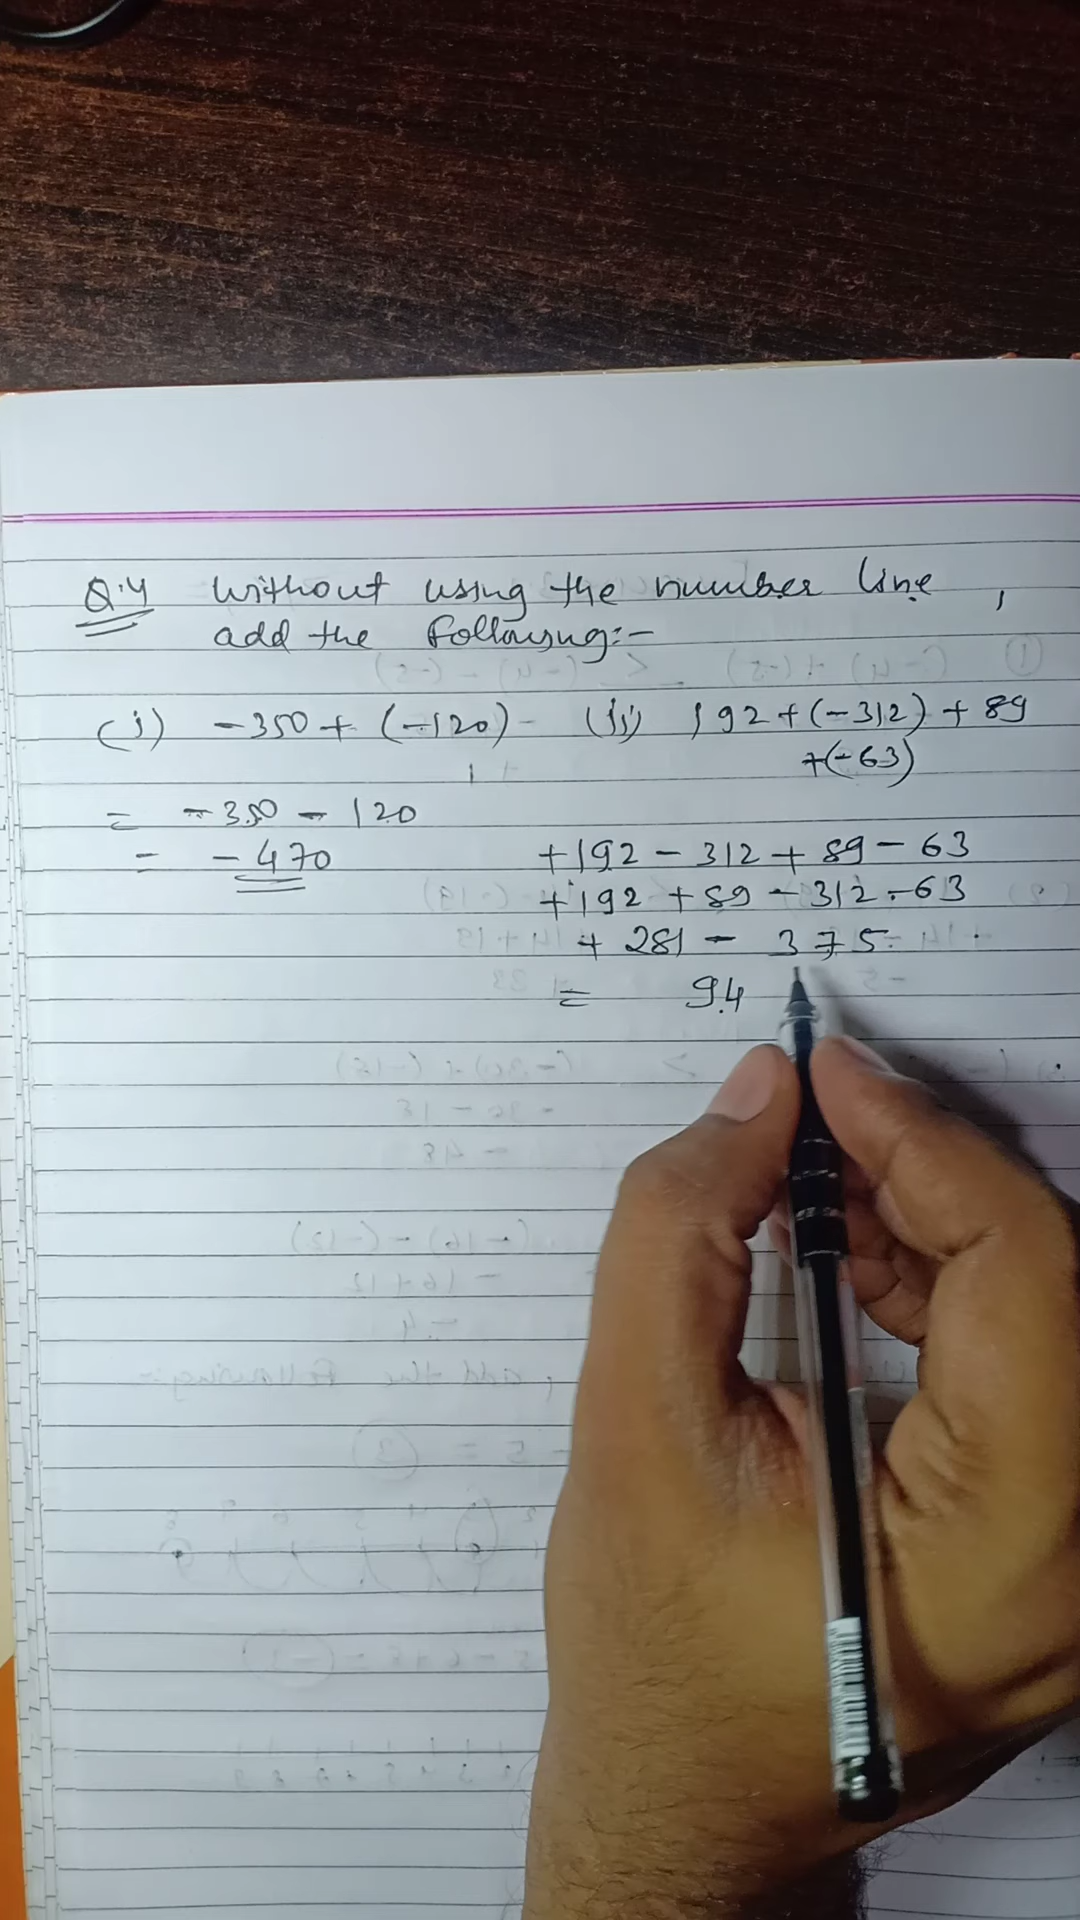 Q.4 Without using the number line,
add the following:-
(i) -350 + (-120) - (ii) 192 + (-312) + 89
+(-63)
= -350 - 120
= -470
+192 - 312 + 89 - 63
+192 + 89 - 312 - 63
+ 281 - 375
= 94